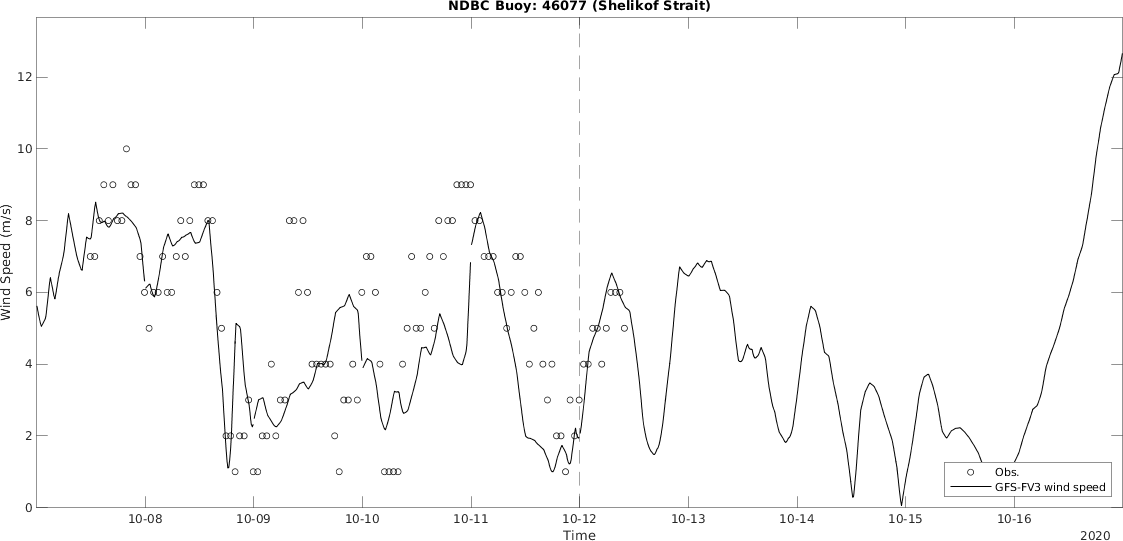 NDBC Buoy: 46077 (Shelikof Strait)
12
10
8
6
4
2
0
Wind Speed (m/s)
Obs.
GFS-FV3 wind speed
10-08 10-09 10-10 10-11 10-12 10-13 10-14 10-15 10-16
Time
2020